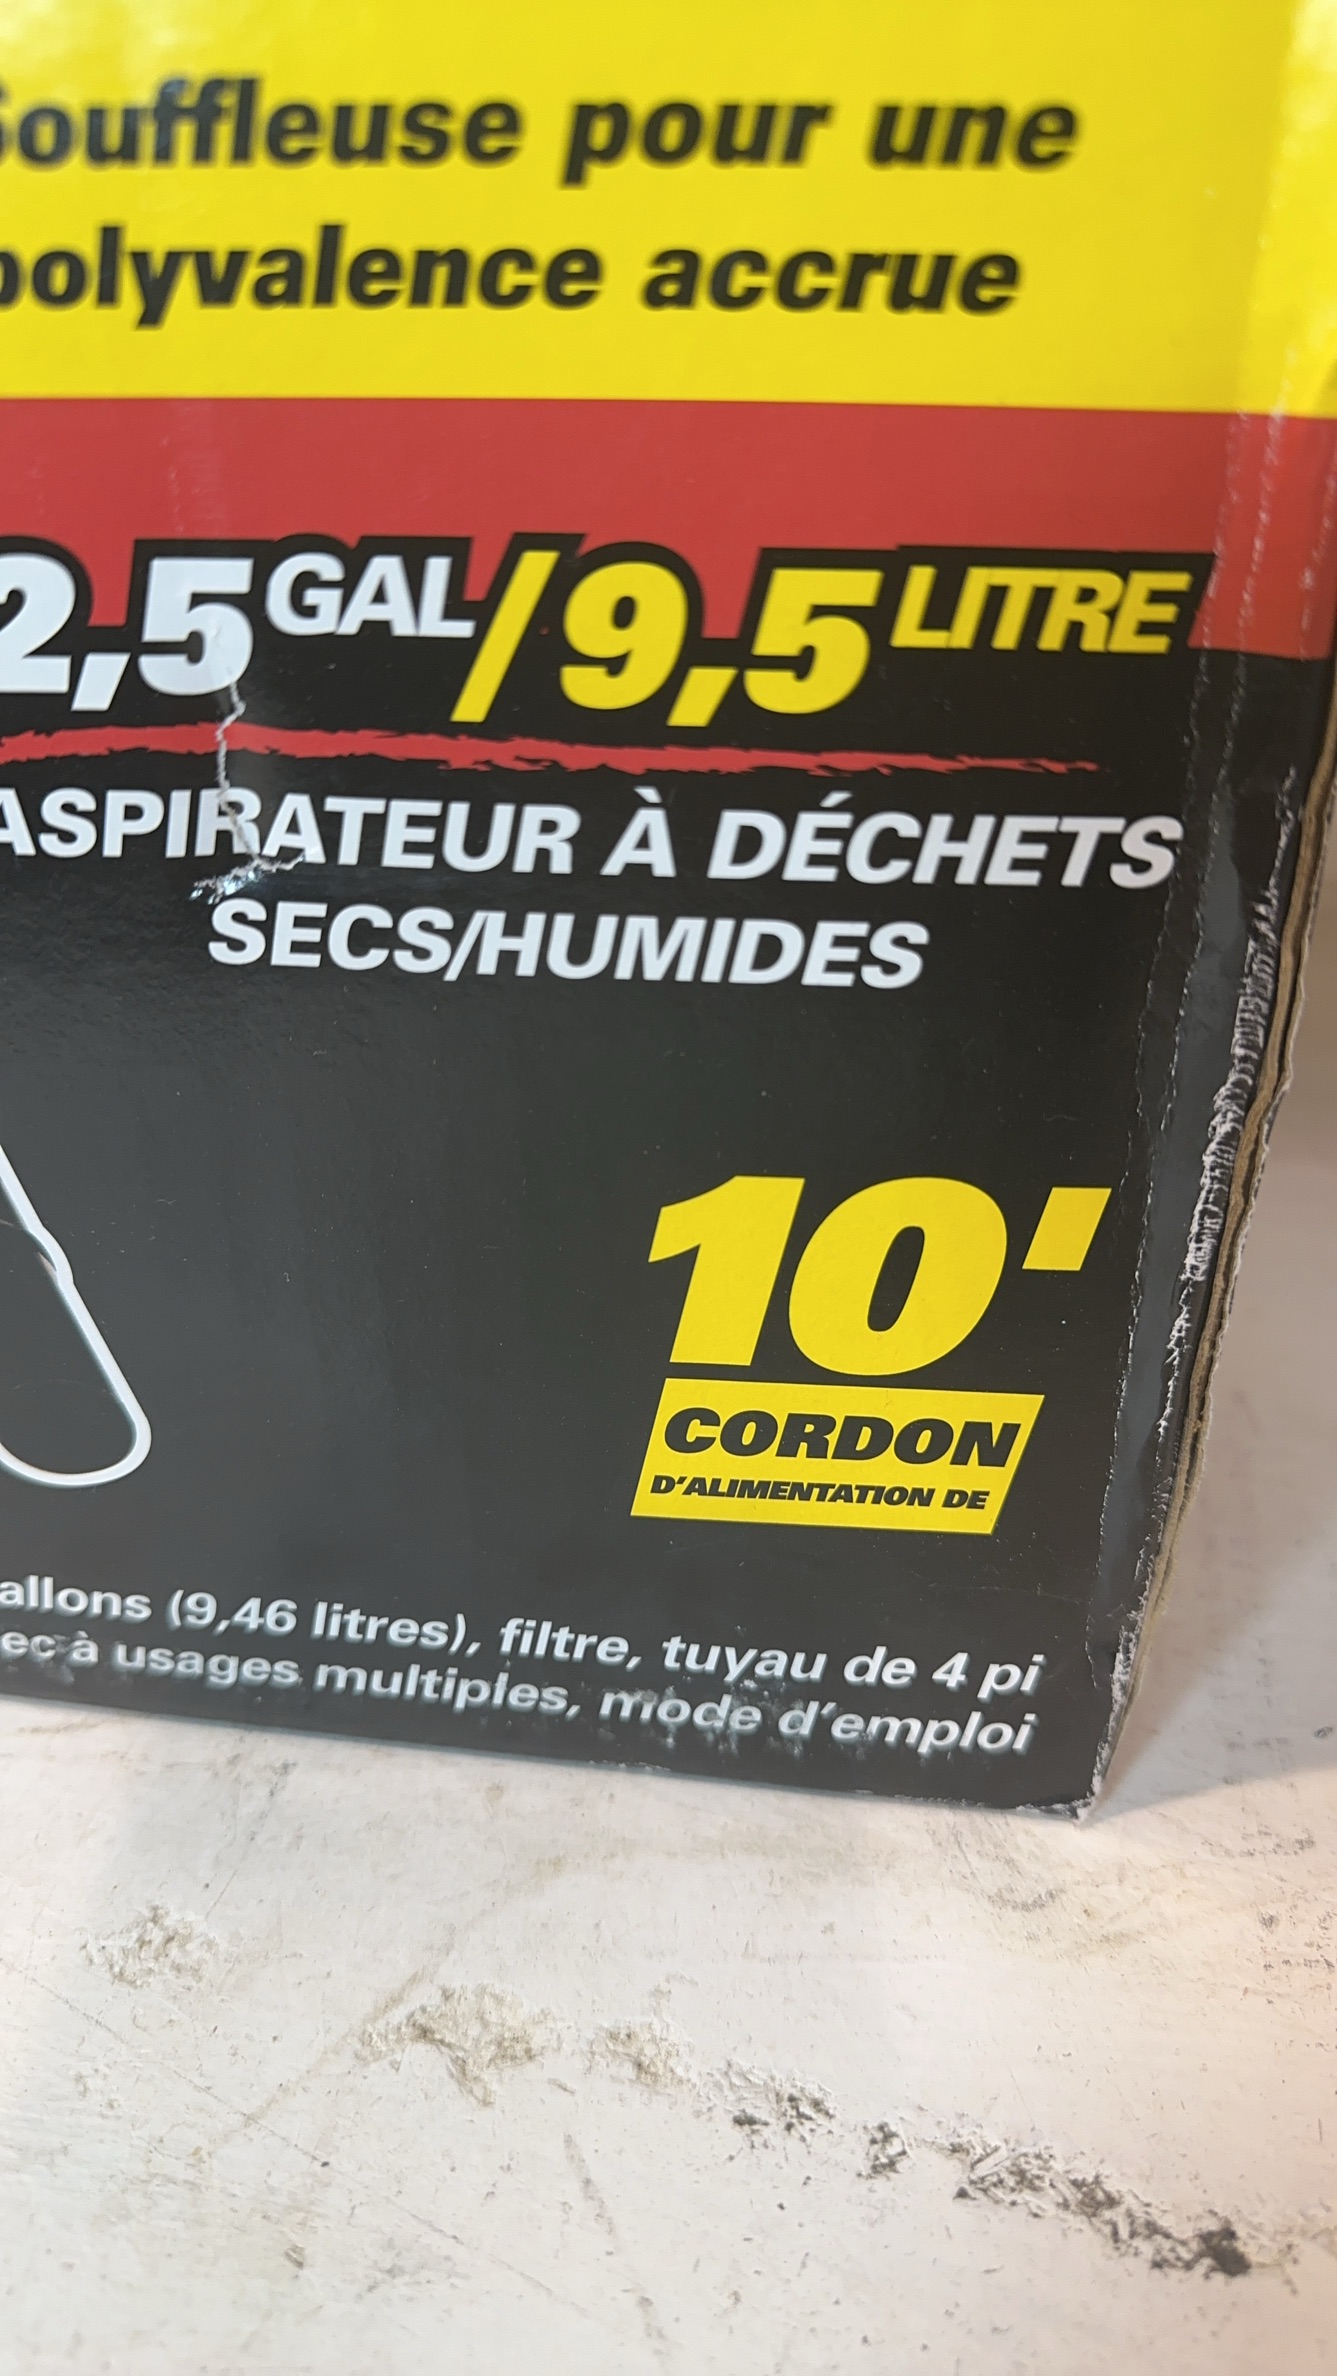 Souffleuse pour une
polyvalence accrue
2,5 GAL/9,5 LITRE
ASPIRATEUR À DÉCHETS
SECS/HUMIDES
10'
CORDON
D'ALIMENTATION DE
allons (9,46 litres), filtre, tuyau de 4 pi
ec à usages multiples, mode d'emploi